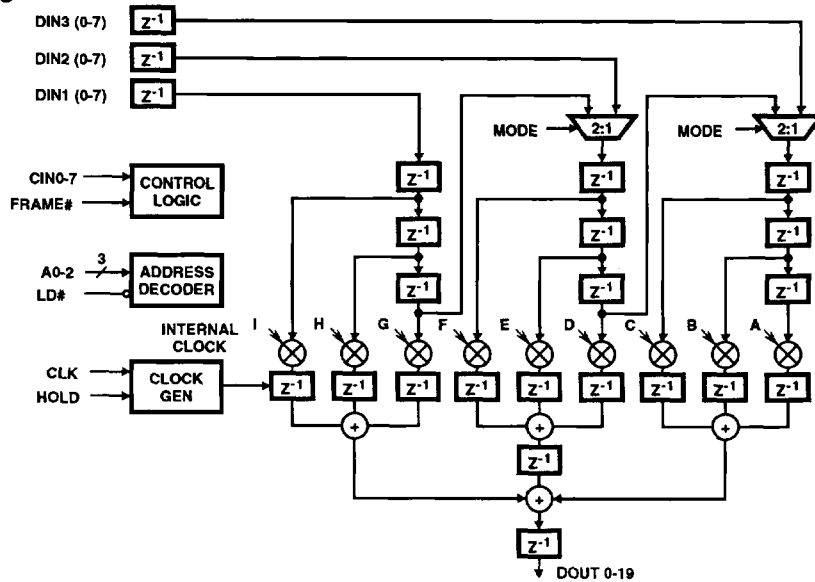 DIN3 (0-7) Z-1
DIN2 (0-7) Z-1
DIN1 (0-7) Z-1
MODE 2:1 MODE 2:1
CIN0-7
FRAME#
CONTROL
LOGIC
Z-1 Z-1 Z-1
Z-1 Z-1 Z-1
A0-2 3
LD#
ADDRESS
DECODER
Z-1 Z-1 Z-1
INTERNAL
CLOCK
I H G F E D C B A
CLK
HOLD
CLOCK
GEN
Z-1 Z-1 Z-1 Z-1 Z-1 Z-1 Z-1 Z-1 Z-1
+ + +
Z-1
+
Z-1
DOUT 0-19